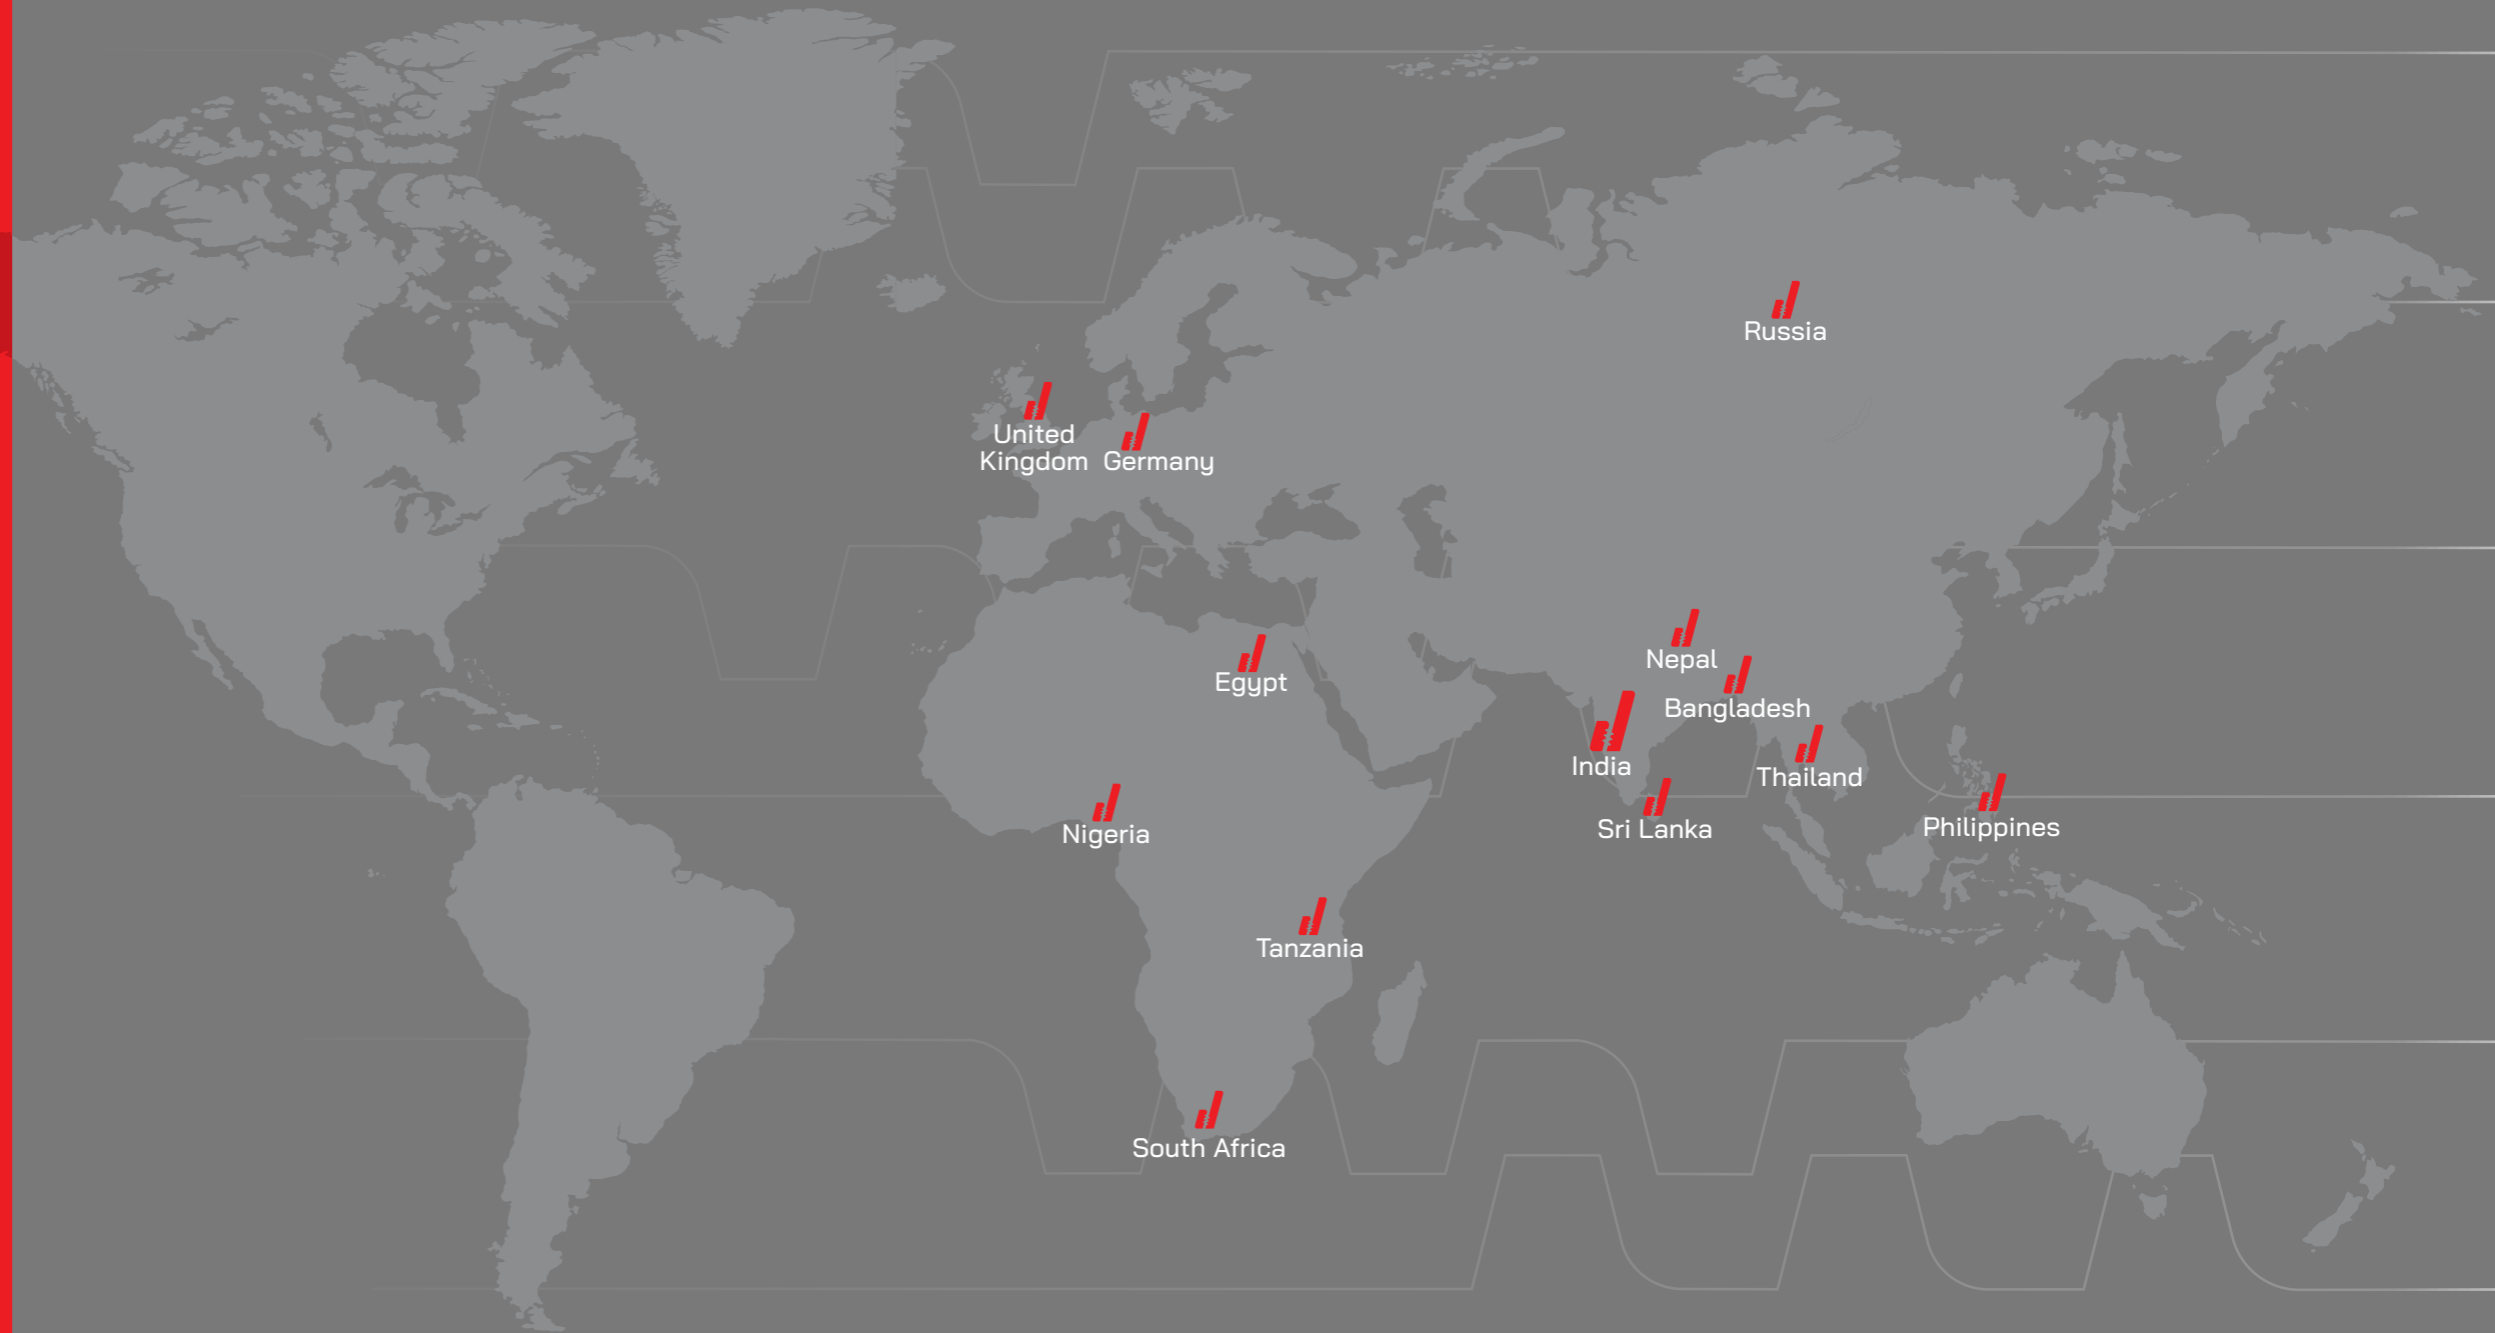 Russia
United
Kingdom
Germany
Nepal
Egypt
Bangladesh
India
Thailand
Sri Lanka
Philippines
Nigeria
Tanzania
South Africa